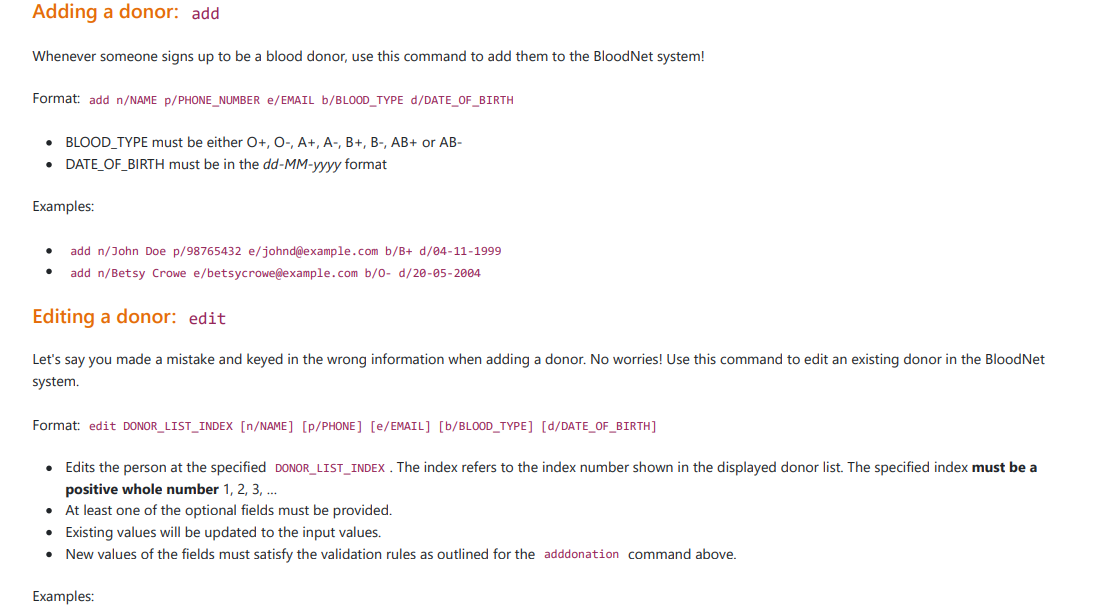 Adding a donor: add
Whenever someone signs up to be a blood donor, use this command to add them to the BloodNet system!
Format: add n/NAME p/PHONE_NUMBER e/EMAIL b/BLOOD_TYPE d/DATE_OF_BIRTH
• BLOOD_TYPE must be either O+, O-, A+, A-, B+, B-, AB+ or AB-
• DATE_OF_BIRTH must be in the dd-MM-yyyy format
Examples:
• add n/John Doe p/98765432 e/johnd@example.com b/B+ d/04-11-1999
• add n/Betsy Crowe e/betsycrowe@example.com b/O- d/20-05-2004
Editing a donor: edit
Let's say you made a mistake and keyed in the wrong information when adding a donor. No worries! Use this command to edit an existing donor in the BloodNet
system.
Format: edit DONOR_LIST_INDEX [n/NAME] [p/PHONE] [e/EMAIL] [b/BLOOD_TYPE] [d/DATE_OF_BIRTH]
• Edits the person at the specified DONOR_LIST_INDEX . The index refers to the index number shown in the displayed donor list. The specified index must be a
positive whole number 1, 2, 3, …
• At least one of the optional fields must be provided.
• Existing values will be updated to the input values.
• New values of the fields must satisfy the validation rules as outlined for the adddonation command above.
Examples: